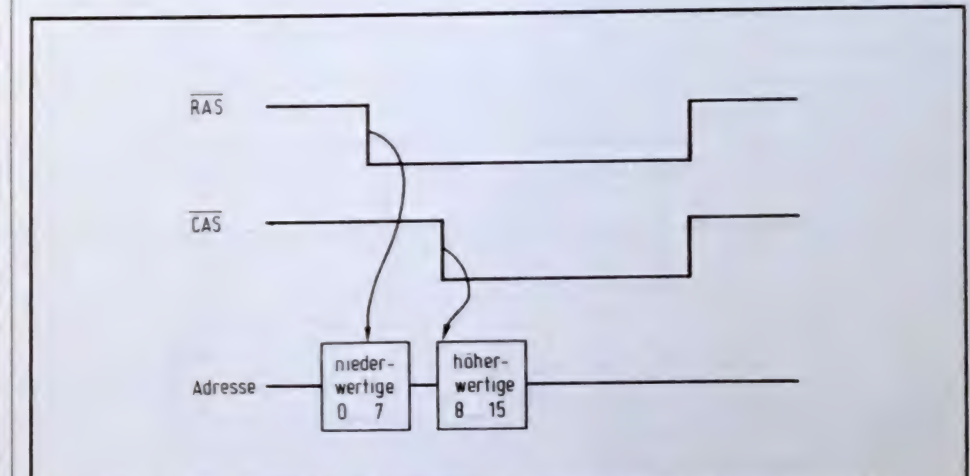 RAS
CAS
Adresse
nieder-
wertige
0 7
höher-
wertige
8 15